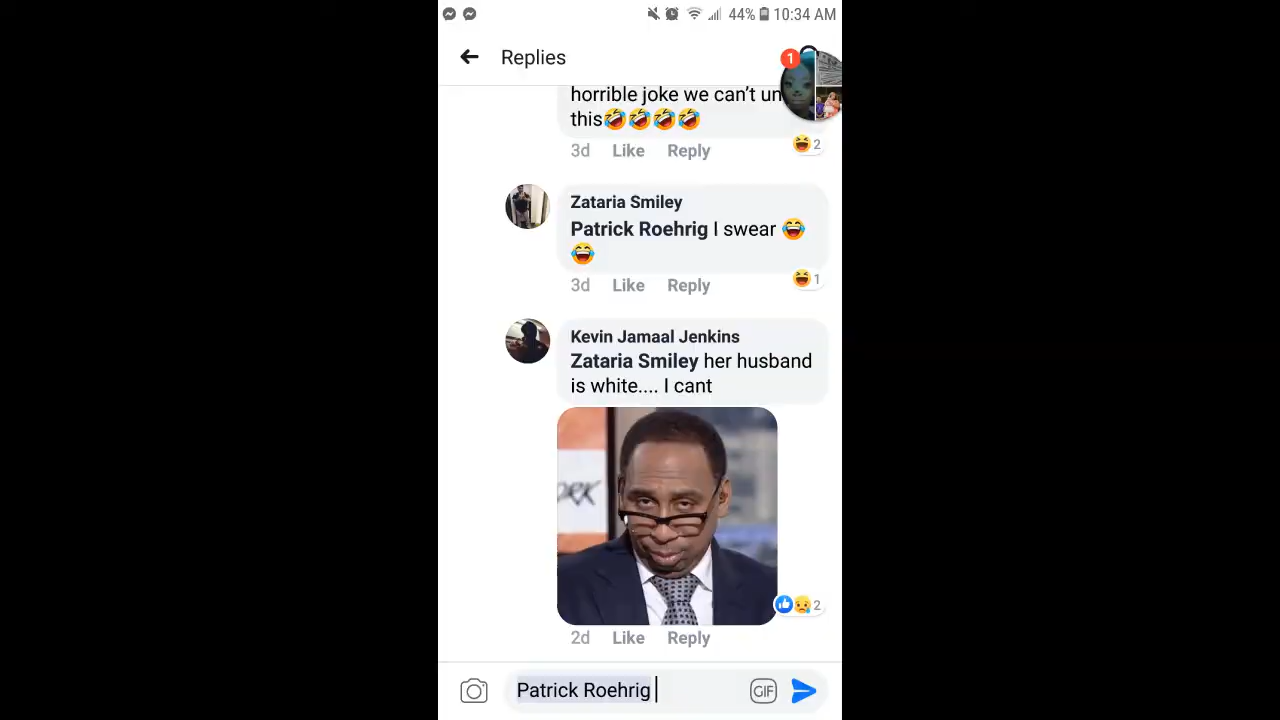 44% 10:34 AM
Replies
1
horrible joke we can’t un
this🤣🤣🤣🤣
3d Like Reply 2
Zataria Smiley
Patrick Roehrig I swear 😂
😂
3d Like Reply 1
Kevin Jamaal Jenkins
Zataria Smiley her husband
is white.... I cant
ORK
2
2d Like Reply
Patrick Roehrig
GIF